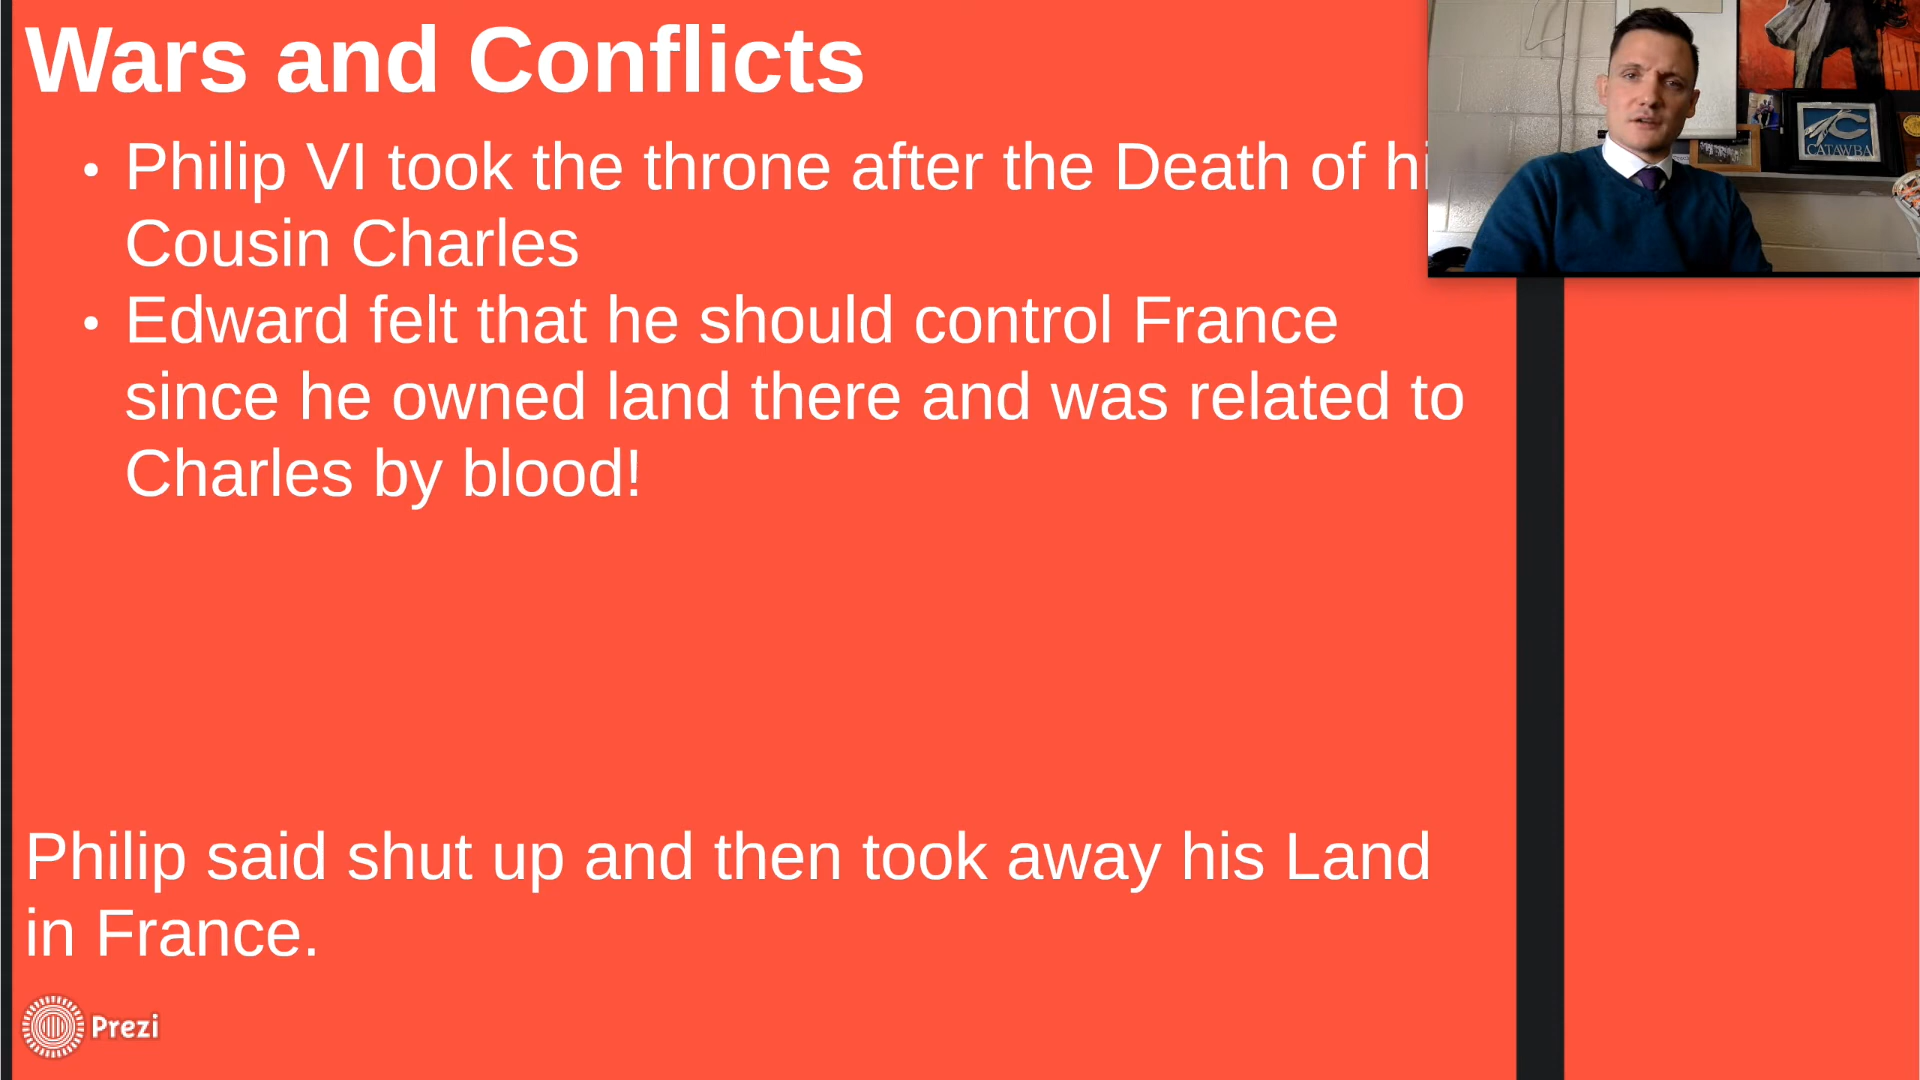 Wars and Conflicts
• Philip VI took the throne after the Death of hi
Cousin Charles
• Edward felt that he should control France
since he owned land there and was related to
Charles by blood!
Philip said shut up and then took away his Land
in France.
Prezi
CATAWBA